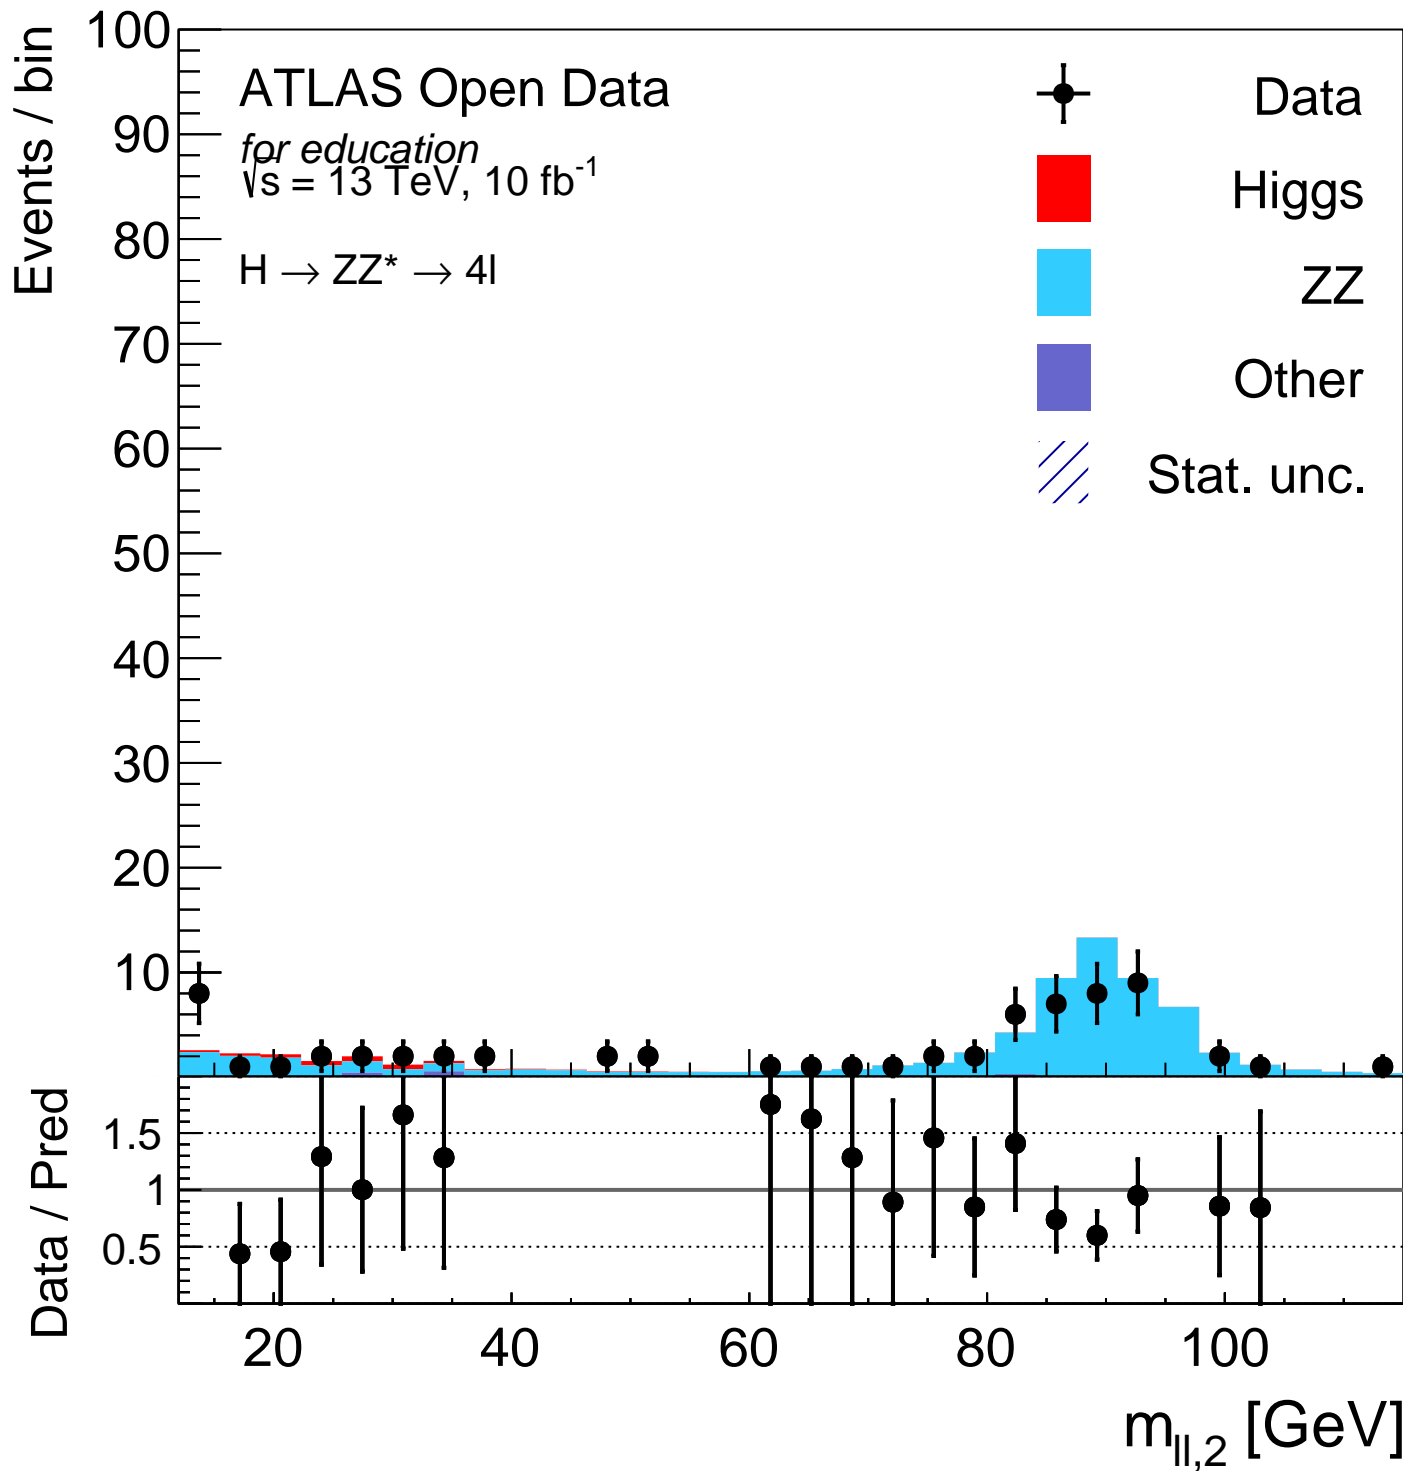 Events / bin
100
90
80
70
60
50
40
30
20
10
ATLAS Open Data
for education
√s = 13 TeV, 10 fb⁻¹
H → ZZ* → 4l
Data
Higgs
ZZ
Other
Stat. unc.
Data / Pred
1.5
1
0.5
20 40 60 80 100
m_ll,2 [GeV]